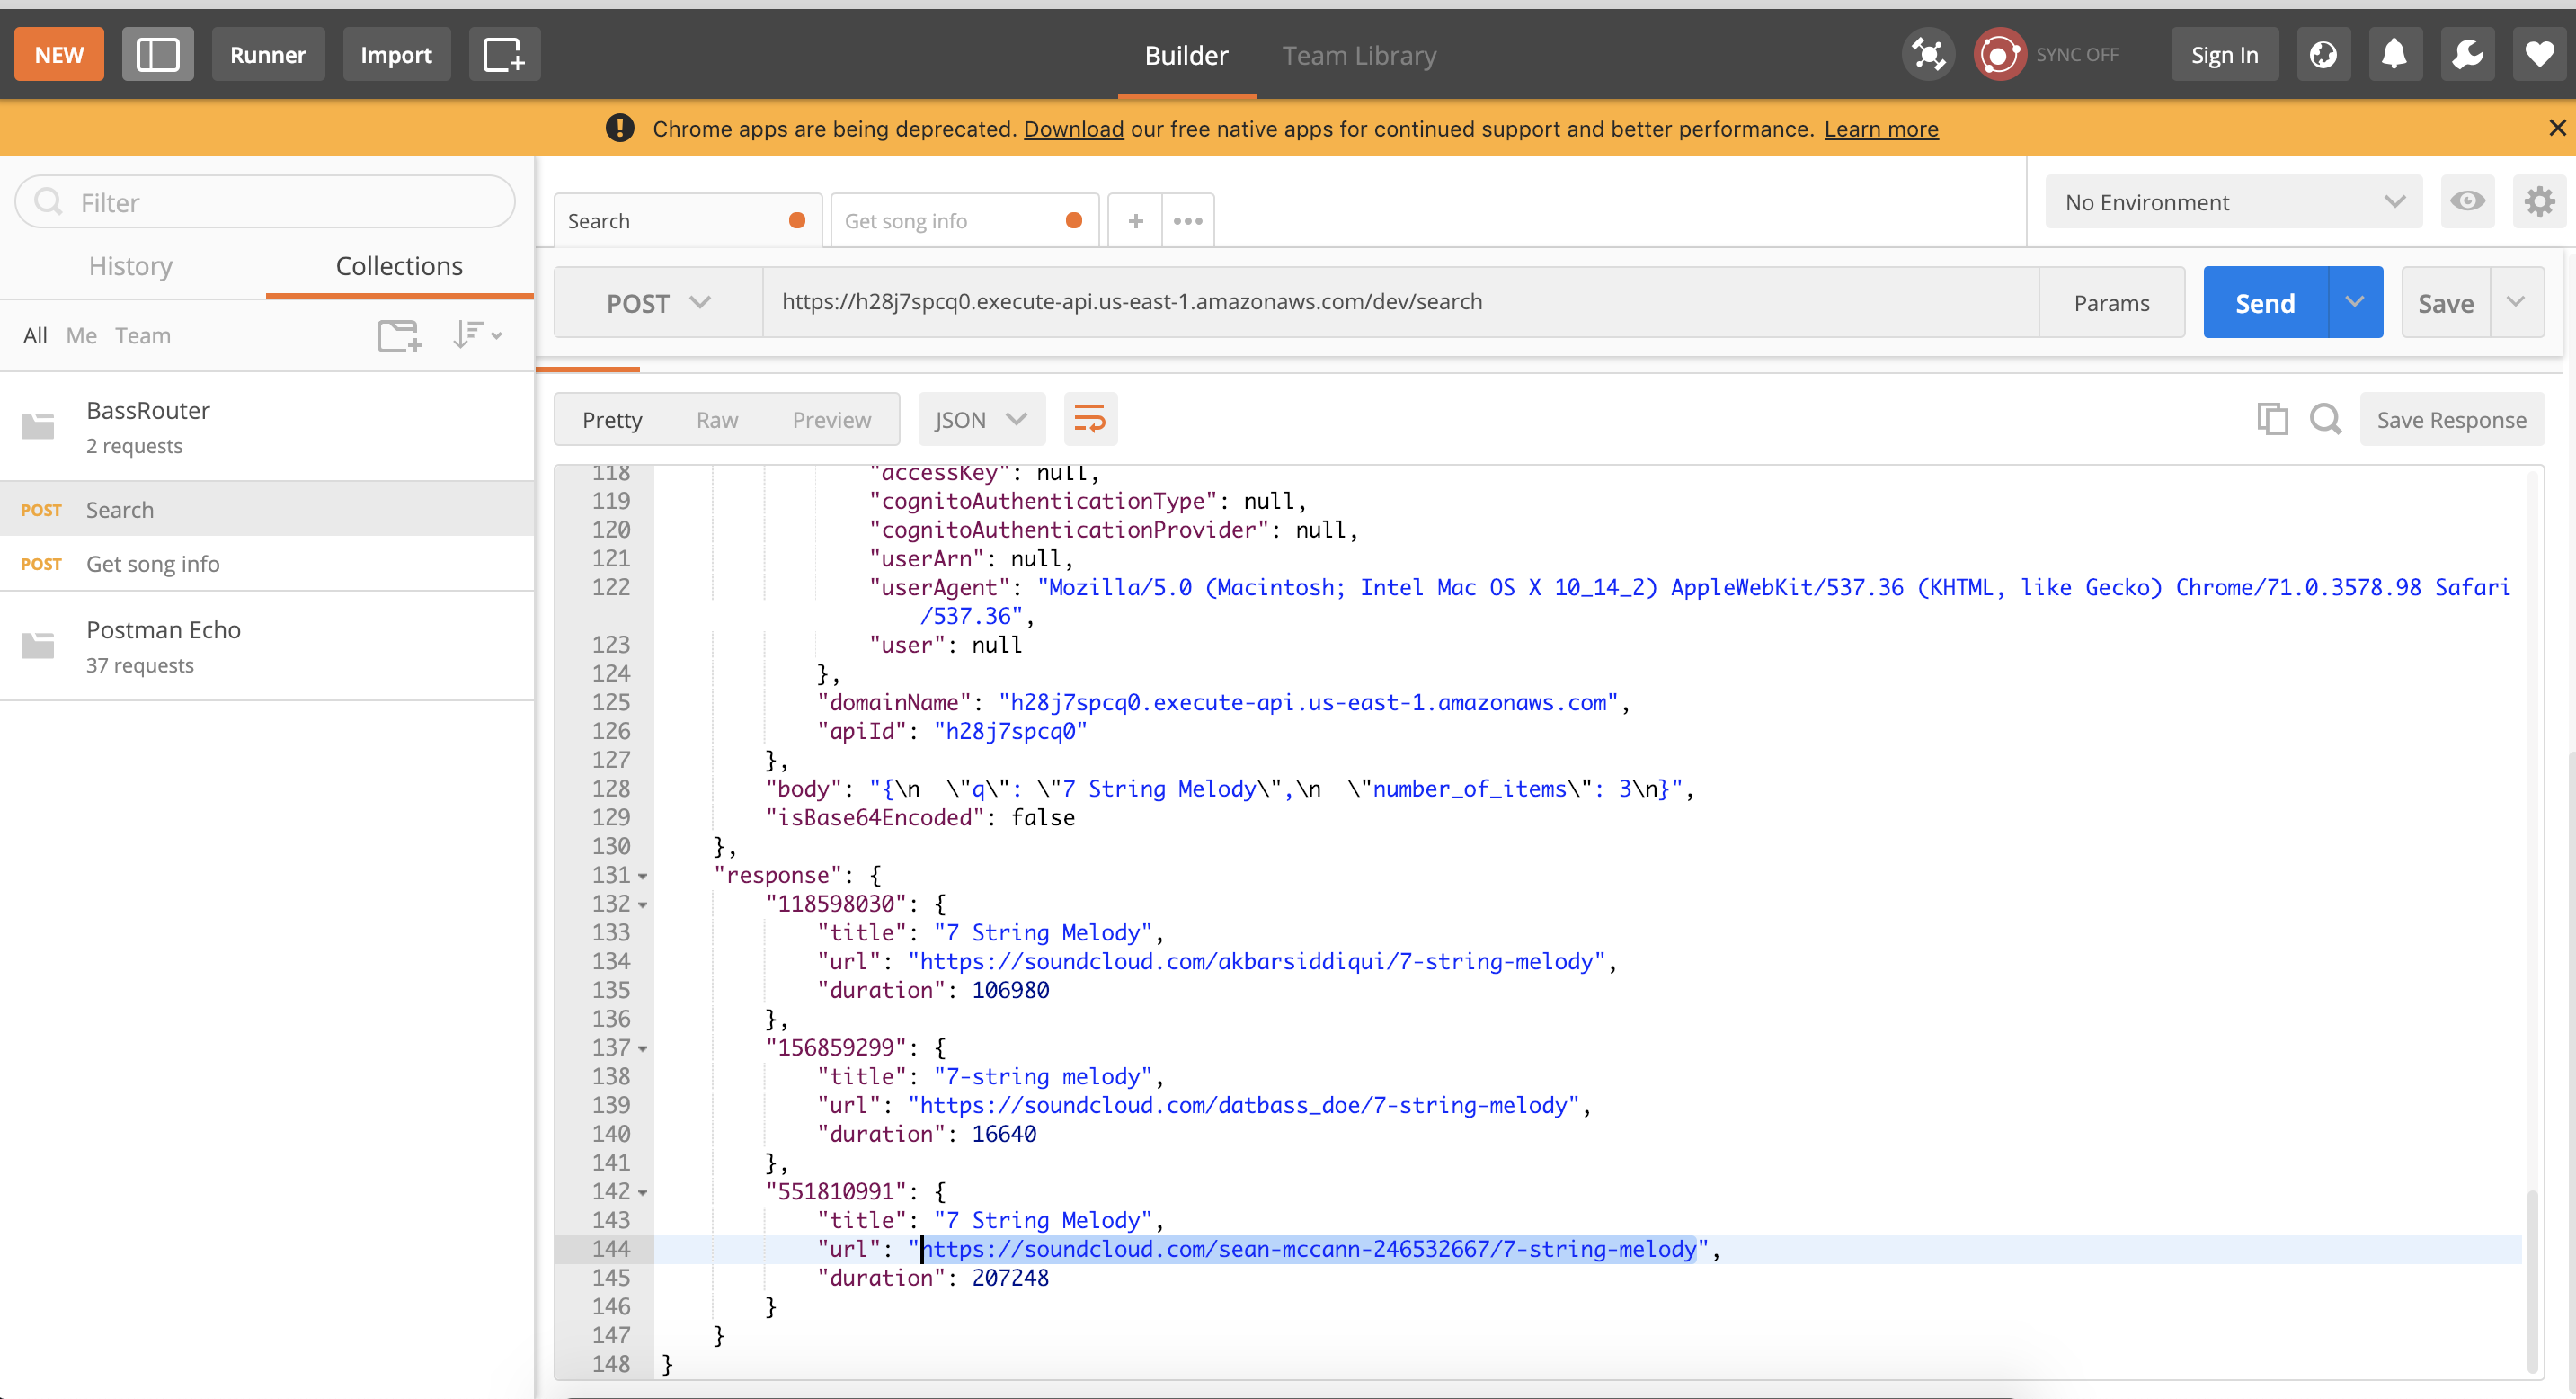 NEW Runner Import Builder Team Library SYNC OFF Sign In
! Chrome apps are being deprecated. Download our free native apps for continued support and better performance. Learn more
Filter
History Collections
All Me Team
BassRouter
2 requests
POST Search
POST Get song info
Postman Echo
37 requests
Search Get song info + ••• No Environment
POST https://h28j7spcq0.execute-api.us-east-1.amazonaws.com/dev/search Params Send Save
Pretty Raw Preview JSON Save Response
118 "accessKey": null,
119 "cognitoAuthenticationType": null,
120 "cognitoAuthenticationProvider": null,
121 "userArn": null,
122 "userAgent": "Mozilla/5.0 (Macintosh; Intel Mac OS X 10_14_2) AppleWebKit/537.36 (KHTML, like Gecko) Chrome/71.0.3578.98 Safari
/537.36",
123 "user": null
124 },
125 "domainName": "h28j7spcq0.execute-api.us-east-1.amazonaws.com",
126 "apiId": "h28j7spcq0"
127 },
128 "body": "{\n  \"q\": \"7 String Melody\",\n  \"number_of_items\": 3\n}",
129 "isBase64Encoded": false
130 },
131 "response": {
132 "118598030": {
133 "title": "7 String Melody",
134 "url": "https://soundcloud.com/akbarsiddiqui/7-string-melody",
135 "duration": 106980
136 },
137 "156859299": {
138 "title": "7-string melody",
139 "url": "https://soundcloud.com/datbass_doe/7-string-melody",
140 "duration": 16640
141 },
142 "551810991": {
143 "title": "7 String Melody",
144 "url": "https://soundcloud.com/sean-mccann-246532667/7-string-melody",
145 "duration": 207248
146 }
147 }
148 }